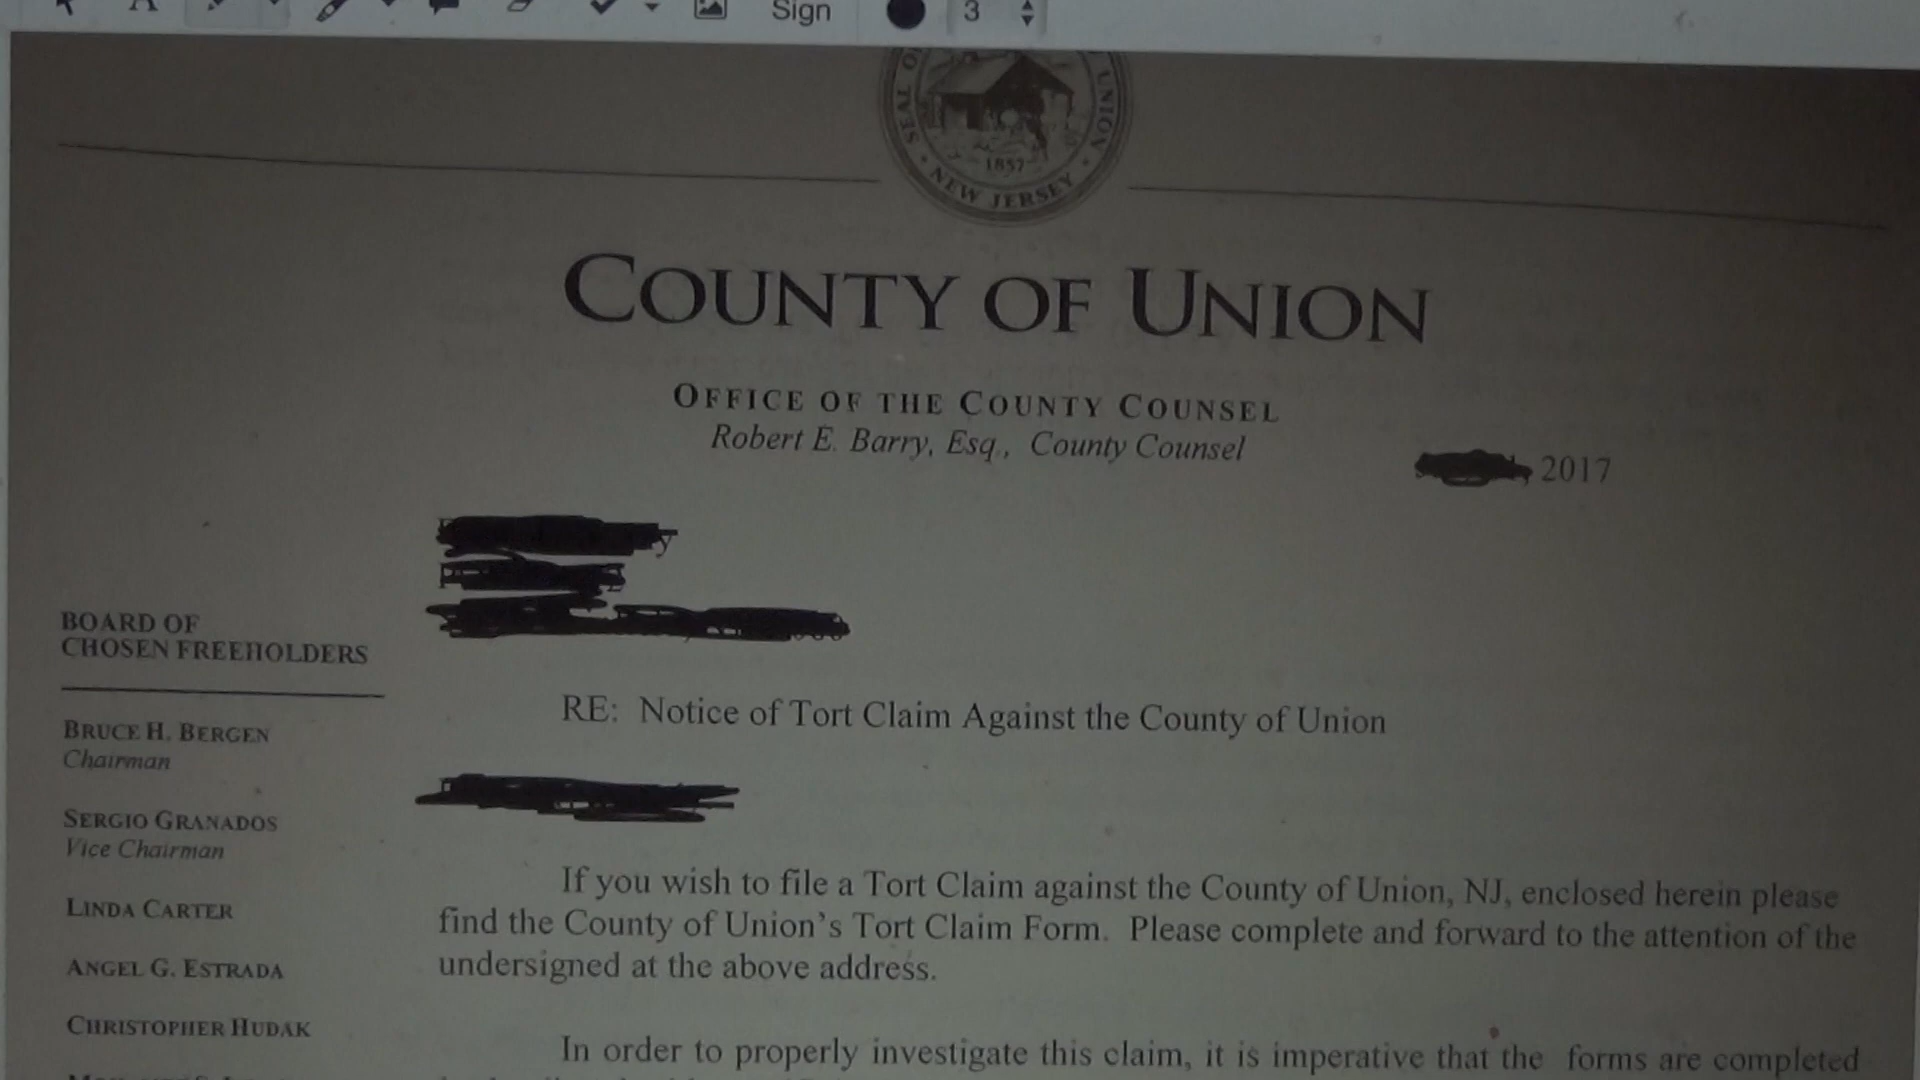 Sign
3
SEAL OF
UNION
1857
NEW JERSEY
COUNTY OF UNION
OFFICE OF THE COUNTY COUNSEL
Robert E. Barry, Esq., County Counsel
, 2017
BOARD OF
CHOSEN FREEHOLDERS
BRUCE H. BERGEN
Chairman
SERGIO GRANADOS
Vice Chairman
LINDA CARTER
ANGEL G. ESTRADA
CHRISTOPHER HUDAK
RE: Notice of Tort Claim Against the County of Union
If you wish to file a Tort Claim against the County of Union, NJ, enclosed herein please
find the County of Union's Tort Claim Form. Please complete and forward to the attention of the
undersigned at the above address.
In order to properly investigate this claim, it is imperative that the forms are completed